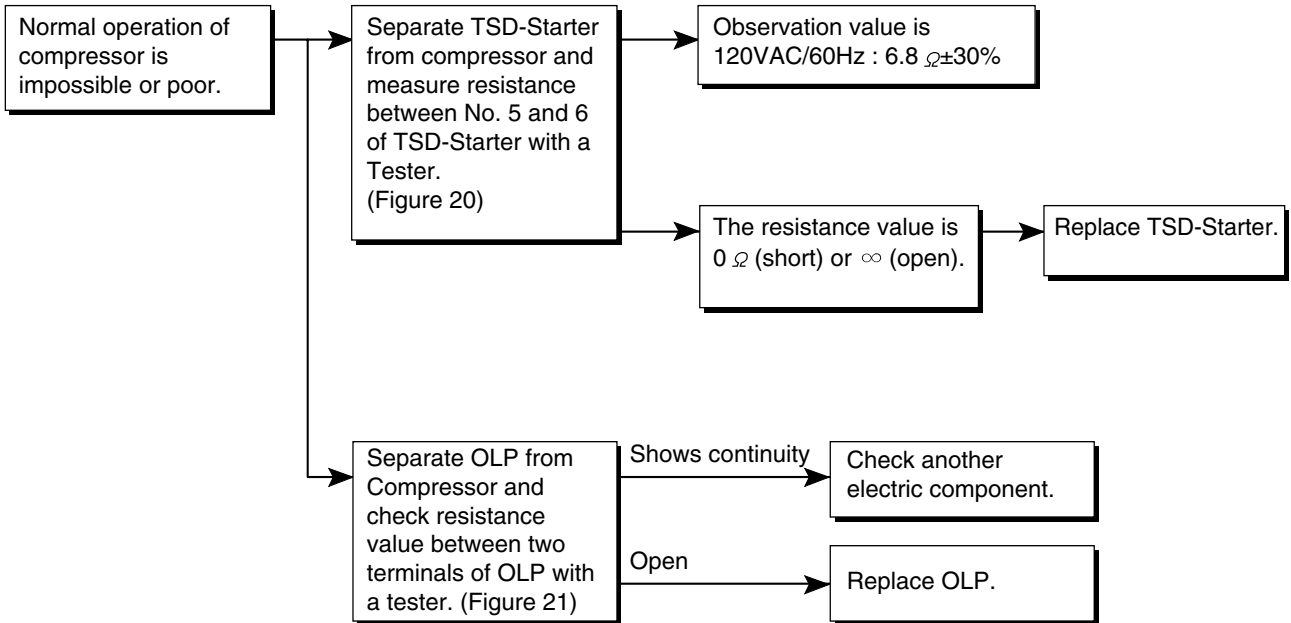 Normal operation of
compressor is
impossible or poor.
Separate TSD-Starter
from compressor and
measure resistance
between No. 5 and 6
of TSD-Starter with a
Tester.
(Figure 20)
Observation value is
120VAC/60Hz : 6.8 Ω±30%
The resistance value is
0 Ω (short) or ∞ (open).
Replace TSD-Starter.
Separate OLP from
Compressor and
check resistance
value between two
terminals of OLP with
a tester. (Figure 21)
Shows continuity
Check another
electric component.
Open
Replace OLP.